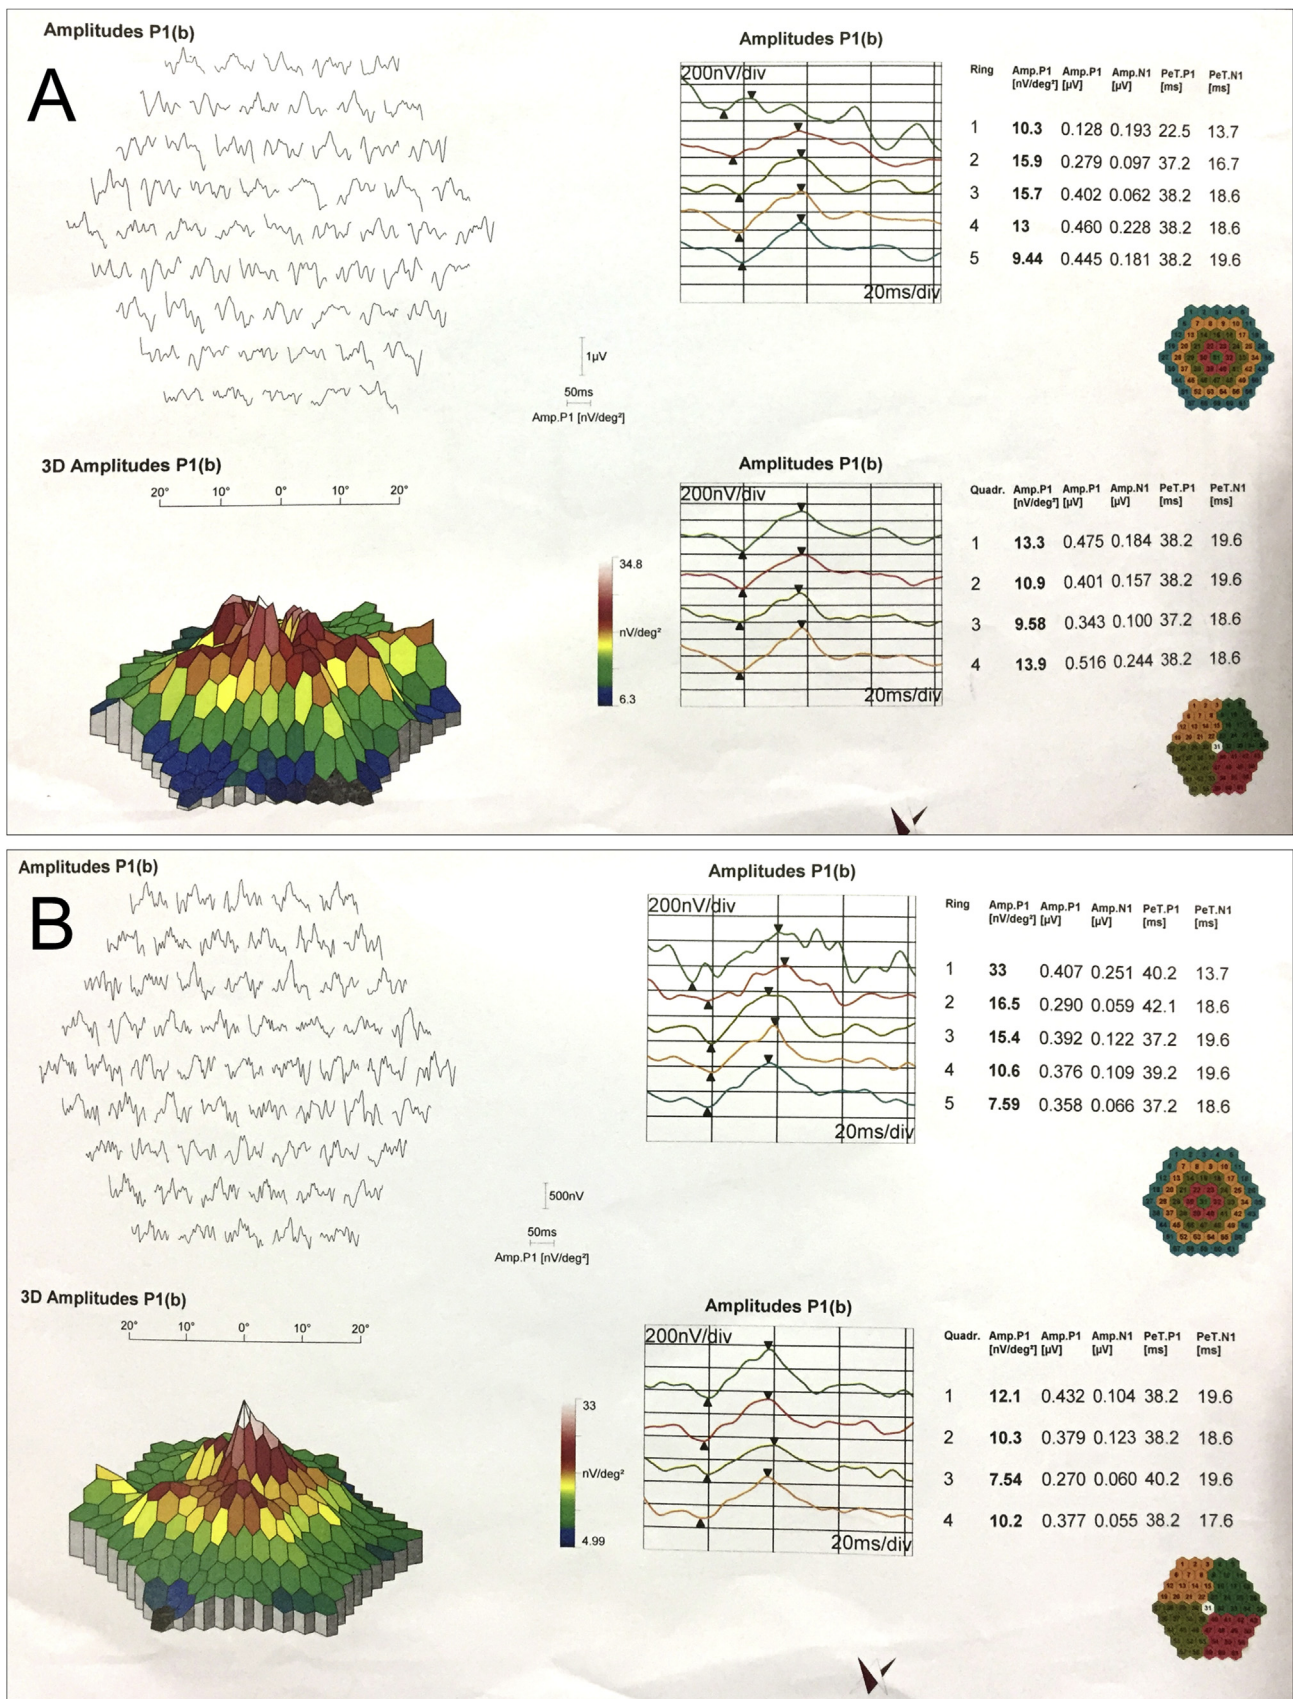 Amplitudes P1(b)
A
1µV
50ms
Amp.P1 [nV/deg²]
Amplitudes P1(b)
200nV/div
20ms/div
Ring Amp.P1 Amp.P1 Amp.N1 PeT.P1 PeT.N1
[nV/deg²] [µV] [µV] [ms] [ms]
1 10.3 0.128 0.193 22.5 13.7
2 15.9 0.279 0.097 37.2 16.7
3 15.7 0.402 0.062 38.2 18.6
4 13 0.460 0.228 38.2 18.6
5 9.44 0.445 0.181 38.2 19.6
3D Amplitudes P1(b)
20° 10° 0° 10° 20°
34.8
nV/deg²
6.3
Amplitudes P1(b)
200nV/div
20ms/div
Quadr. Amp.P1 Amp.P1 Amp.N1 PeT.P1 PeT.N1
[nV/deg²] [µV] [µV] [ms] [ms]
1 13.3 0.475 0.184 38.2 19.6
2 10.9 0.401 0.157 38.2 19.6
3 9.58 0.343 0.100 37.2 18.6
4 13.9 0.516 0.244 38.2 18.6
31
Amplitudes P1(b)
B
500nV
50ms
Amp.P1 [nV/deg²]
Amplitudes P1(b)
200nV/div
20ms/div
Ring Amp.P1 Amp.P1 Amp.N1 PeT.P1 PeT.N1
[nV/deg²] [µV] [µV] [ms] [ms]
1 33 0.407 0.251 40.2 13.7
2 16.5 0.290 0.059 42.1 18.6
3 15.4 0.392 0.122 37.2 19.6
4 10.6 0.376 0.109 39.2 19.6
5 7.59 0.358 0.066 37.2 18.6
3D Amplitudes P1(b)
20° 10° 0° 10° 20°
33
nV/deg²
4.99
Amplitudes P1(b)
200nV/div
20ms/div
Quadr. Amp.P1 Amp.P1 Amp.N1 PeT.P1 PeT.N1
[nV/deg²] [µV] [µV] [ms] [ms]
1 12.1 0.432 0.104 38.2 19.6
2 10.3 0.379 0.123 38.2 18.6
3 7.54 0.270 0.060 40.2 19.6
4 10.2 0.377 0.055 38.2 17.6
31